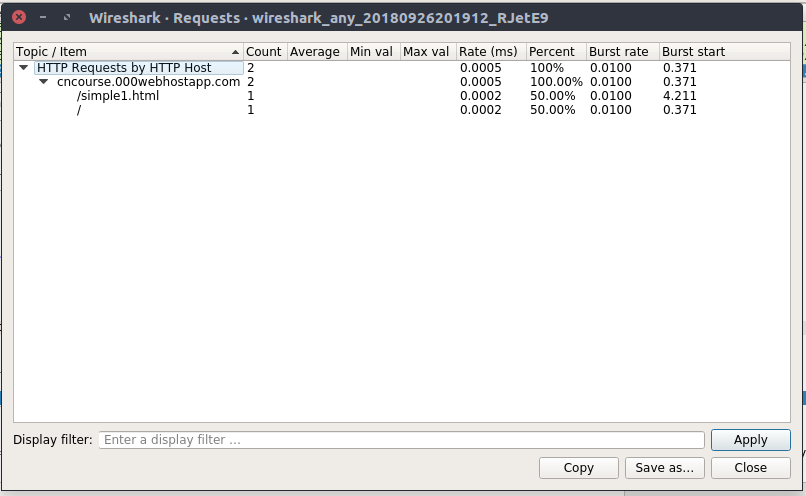 Wireshark · Requests · wireshark_any_20180926201912_RJetE9
Topic / Item Count Average Min val Max val Rate (ms) Percent Burst rate Burst start
HTTP Requests by HTTP Host 2 0.0005 100% 0.0100 0.371
cncourse.000webhostapp.com 2 0.0005 100.00% 0.0100 0.371
/simple1.html 1 0.0002 50.00% 0.0100 4.211
/ 1 0.0002 50.00% 0.0100 0.371
Display filter: Enter a display filter ... Apply
Copy Save as... Close